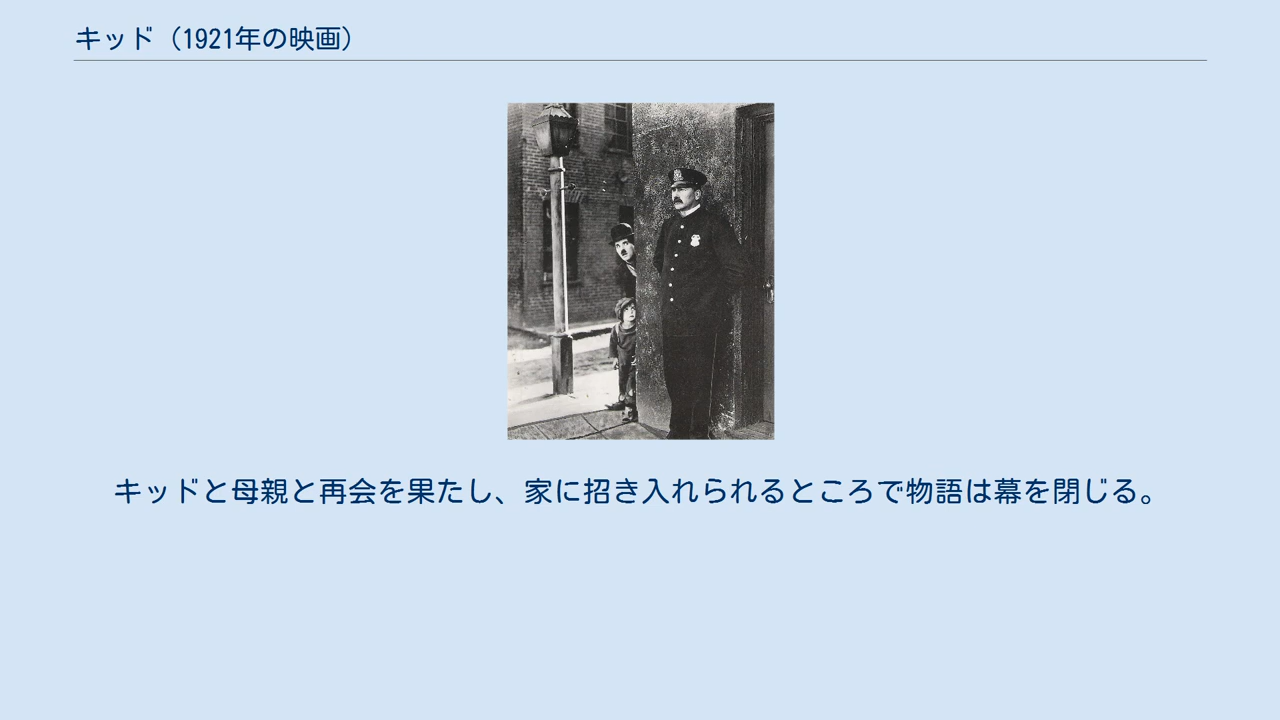 キッド（1921年の映画）
キッドと母親と再会を果たし、家に招き入れられるところで物語は幕を閉じる。